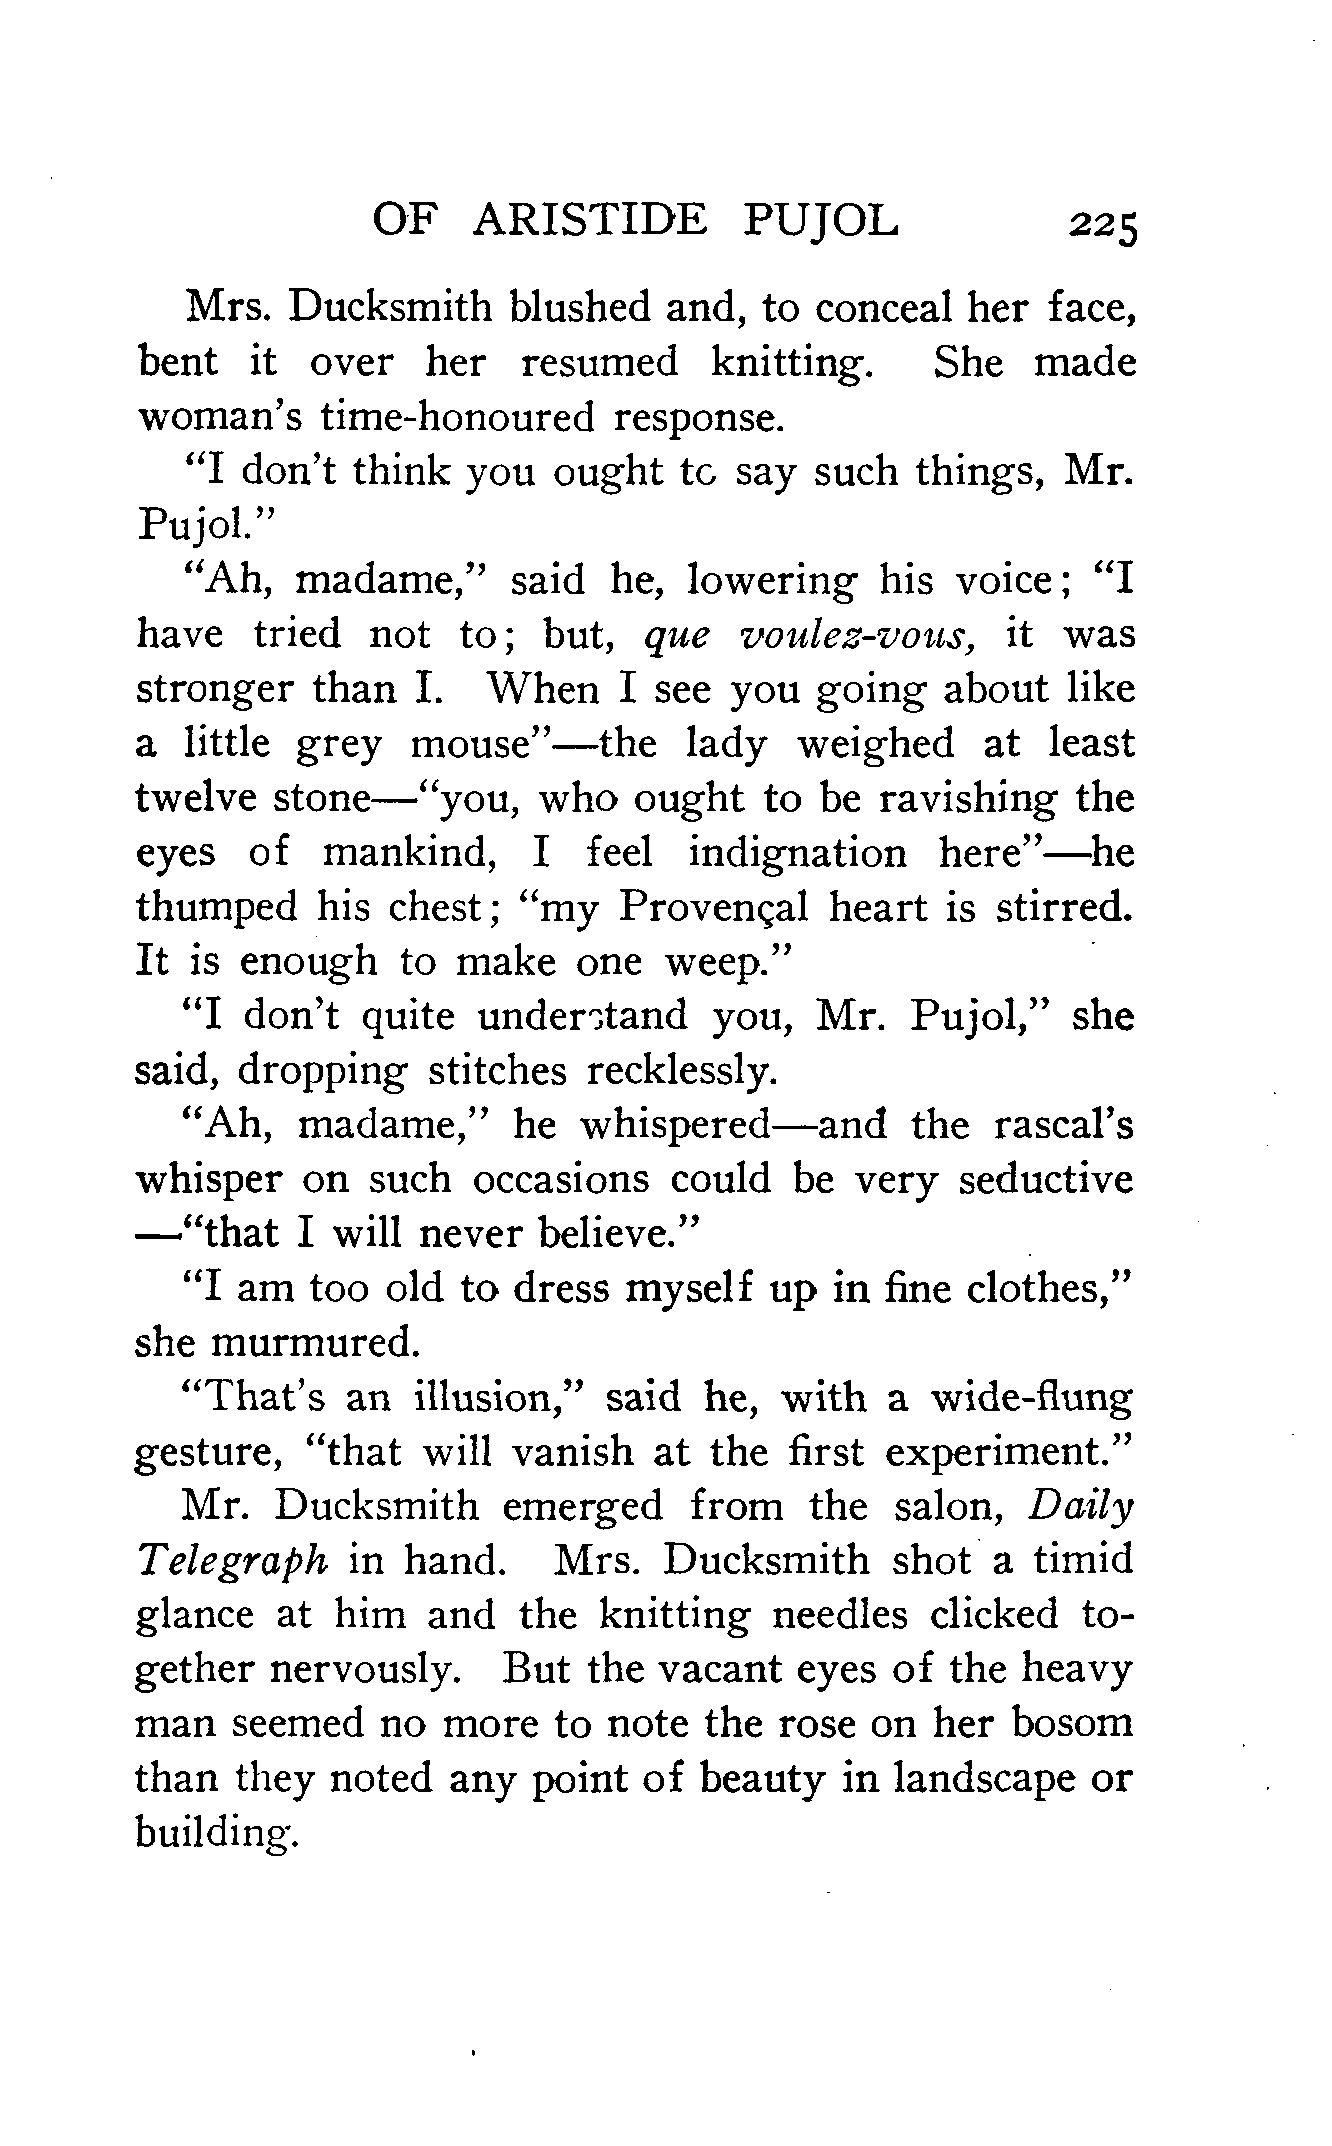 OF ARISTIDE PUJOL 225
Mrs. Ducksmith blushed and, to conceal her face,
bent it over her resumed knitting. She made
woman's time-honoured response.
"I don't think you ought to say such things, Mr.
Pujol."
"Ah, madame," said he, lowering his voice; "I
have tried not to; but, que voulez-vous, it was
stronger than I. When I see you going about like
a little grey mouse"—the lady weighed at least
twelve stone—"you, who ought to be ravishing the
eyes of mankind, I feel indignation here"—he
thumped his chest; "my Provençal heart is stirred.
It is enough to make one weep."
"I don't quite understand you, Mr. Pujol," she
said, dropping stitches recklessly.
"Ah, madame," he whispered—and the rascal's
whisper on such occasions could be very seductive
—"that I will never believe."
"I am too old to dress myself up in fine clothes,"
she murmured.
"That's an illusion," said he, with a wide-flung
gesture, "that will vanish at the first experiment."
Mr. Ducksmith emerged from the salon, Daily
Telegraph in hand. Mrs. Ducksmith shot a timid
glance at him and the knitting needles clicked to-
gether nervously. But the vacant eyes of the heavy
man seemed no more to note the rose on her bosom
than they noted any point of beauty in landscape or
building.